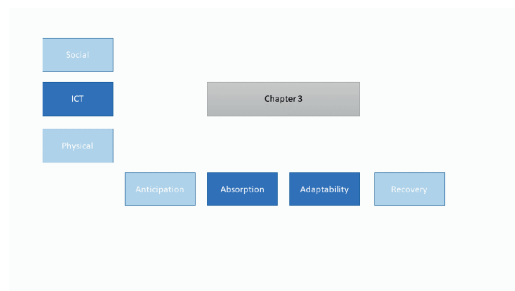 Social
ICT
Chapter 3
Physical
Anticipation
Absorption
Adaptability
Recovery